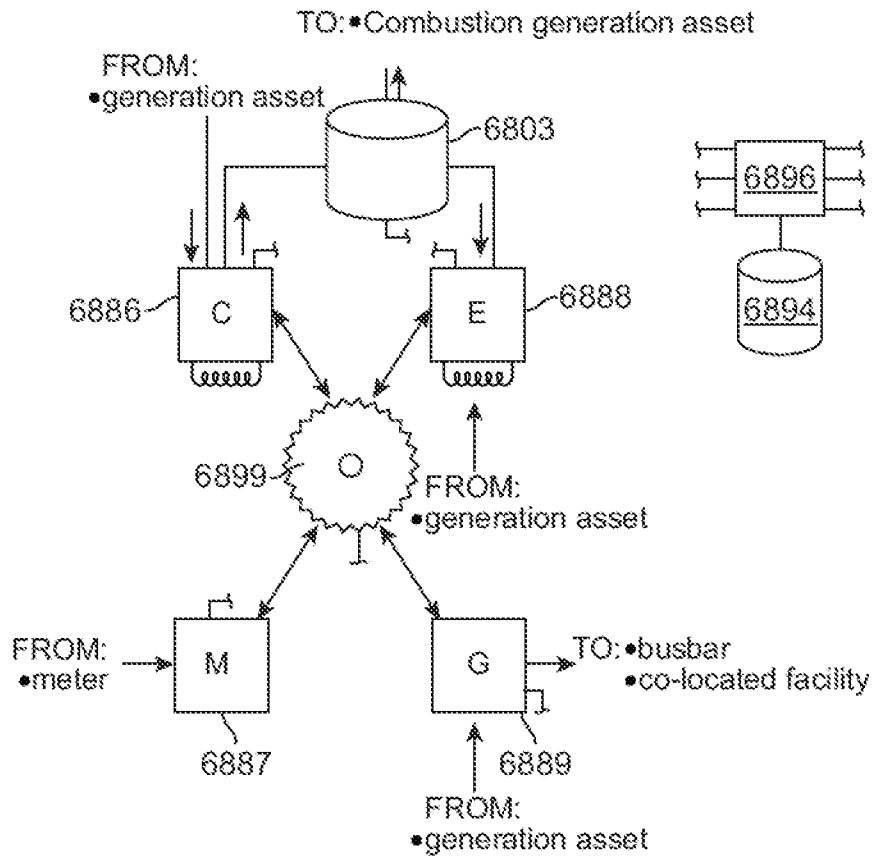 TO: •Combustion generation asset
FROM:
•generation asset
6803
6896
6886
C
E
6888
6894
6899
O
FROM:
•generation asset
FROM:
•meter
M
G
TO: •busbar
•co-located facility
6887
6889
FROM:
•generation asset